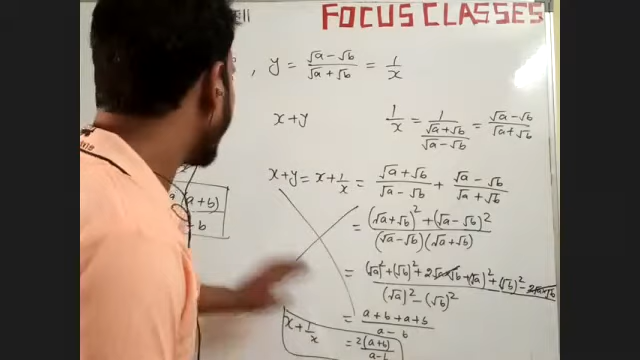 FOCUS CLASSES
, y = (√a − √b)/(√a + √b) = 1/x
x + y
1/x = 1/((√a + √b)/(√a − √b)) = (√a − √b)/(√a + √b)
x + y = x + 1/x = (√a + √b)/(√a − √b) + (√a − √b)/(√a + √b)
= ((√a + √b)² + (√a − √b)²)/((√a − √b)(√a + √b))
= ((√a)² + (√b)² + 2√a√b + (√a)² + (√b)² − 2√a√b)/((√a)² − (√b)²)
= (a + b + a + b)/(a − b)
x + 1/x = 2(a + b)/(a − b)
(a + b)
− b